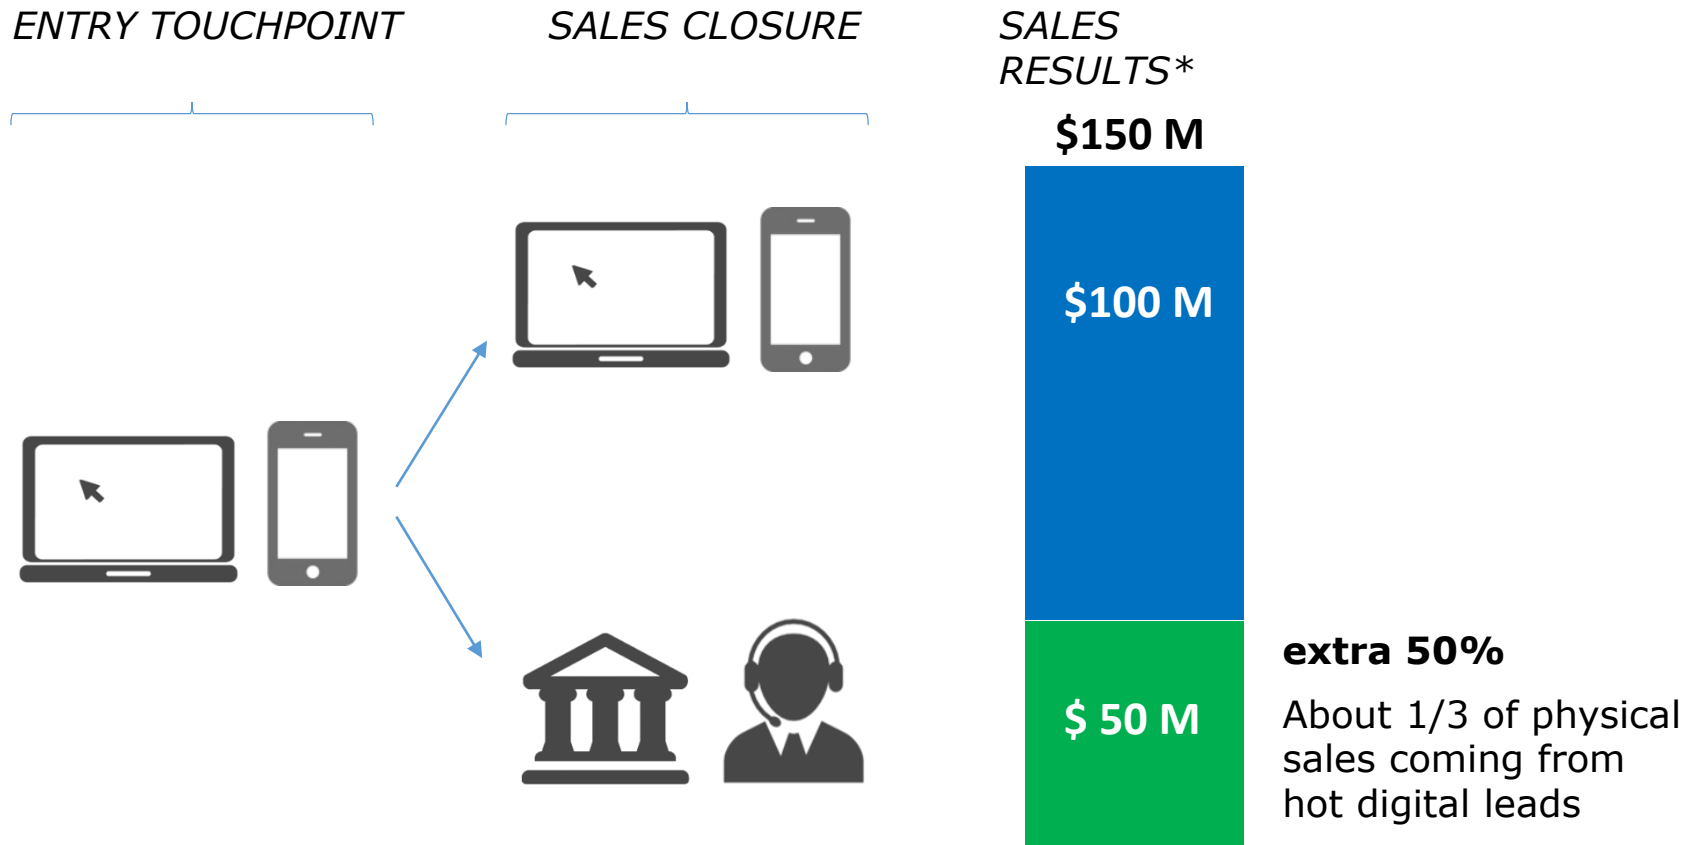 ENTRY TOUCHPOINT
SALES CLOSURE
SALES
RESULTS*
$150 M
$100 M
$ 50 M
extra 50%
About 1/3 of physical
sales coming from
hot digital leads